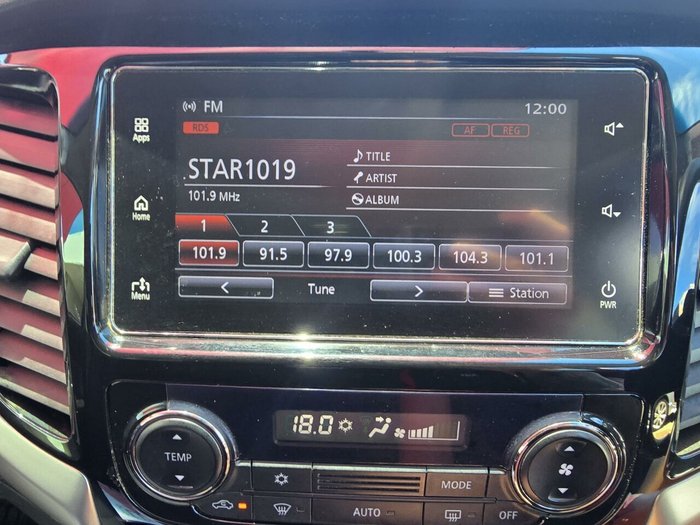 FM 12:00
Apps
RDS AF REG
STAR1019
101.9 MHz
TITLE
ARTIST
ALBUM
Home
1 2 3
101.9 91.5 97.9 100.3 104.3 101.1
< Tune > Station
Menu
PWR
18.0
TEMP
MODE
AUTO OFF